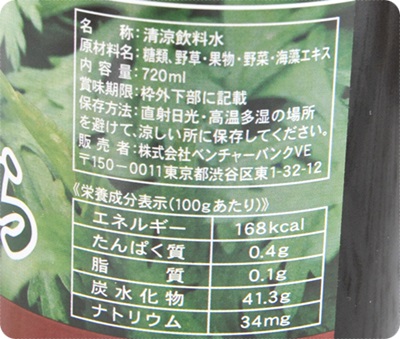 名　　称：清涼飲料水
原材料名：糖類、野草・果物・野菜・海藻エキス
内 容 量：720ml
賞味期限：枠外下部に記載
保存方法：直射日光・高温多湿の場所
を避けて、涼しい所に保存してください。
販 売 者：株式会社ベンチャーバンクVE
〒150-0011東京都渋谷区東1-32-12
《栄養成分表示(100gあたり)》
エネルギー 168kcal
たんぱく質 0.4g
脂　　質 0.1g
炭水化物 41.3g
ナトリウム 34mg